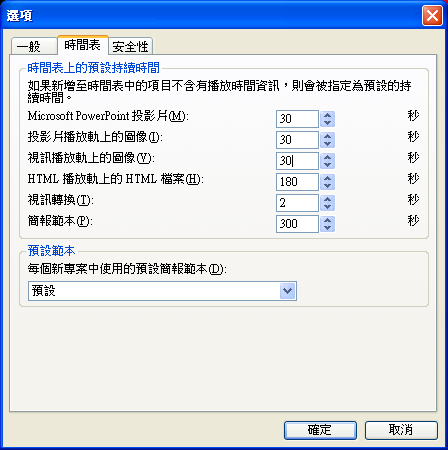 選項
一般 時間表 安全性
時間表上的預設持續時間
如果新增至時間表中的項目不含有播放時間資訊，則會被指定為預設的持
續時間。
Microsoft PowerPoint 投影片(M): 30 秒
投影片播放軌上的圖像(I): 30 秒
視訊播放軌上的圖像(V): 30 秒
HTML 播放軌上的 HTML 檔案(H): 180 秒
視訊轉換(T): 2 秒
簡報範本(P): 300 秒
預設範本
每個新專案中使用的預設簡報範本(D):
預設
確定 取消